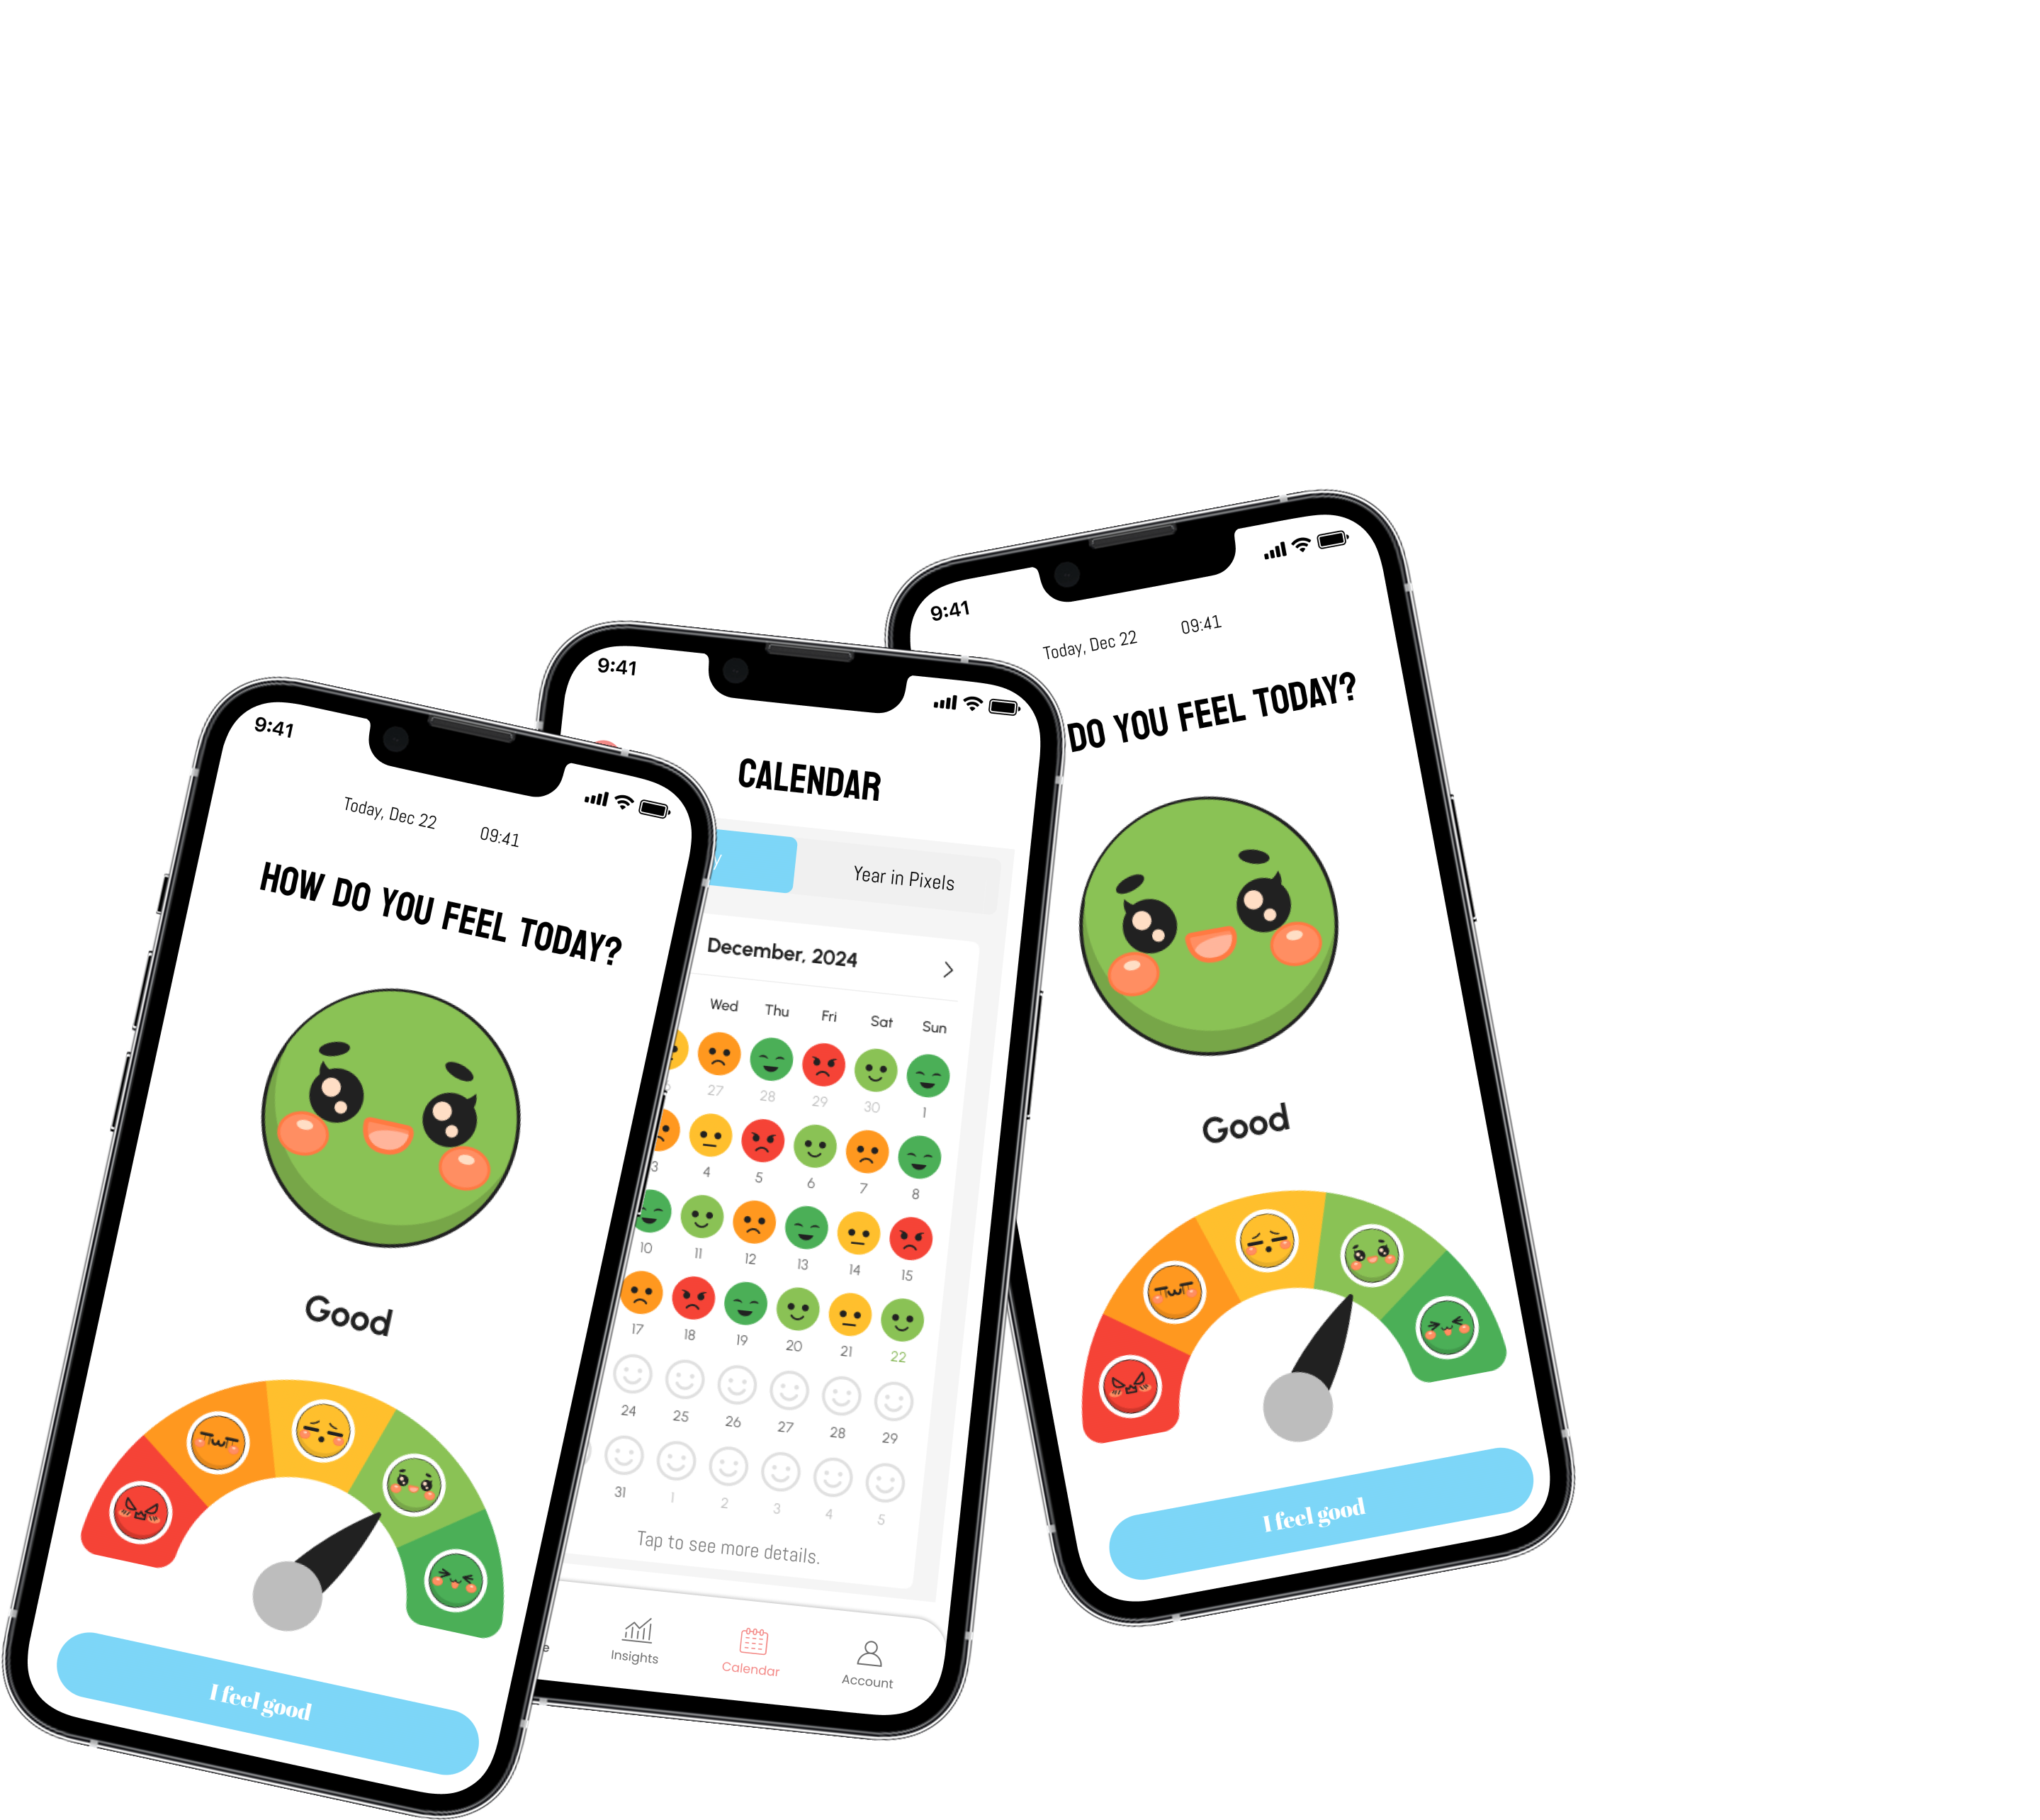 9:41
Today, Dec 22 09:41
HOW DO YOU FEEL TODAY?
Good
I feel good
9:41
CALENDAR
Year in Pixels
December, 2024
Wed Thu Fri Sat Sun
27 28 29 30 1
3 4 5 6 7 8
10 11 12 13 14 15
17 18 19 20 21 22
24 25 26 27 28 29
31 1 2 3 4 5
Tap to see more details.
Insights Calendar Account
9:41
Today, Dec 22 09:41
DO YOU FEEL TODAY?
Good
I feel good